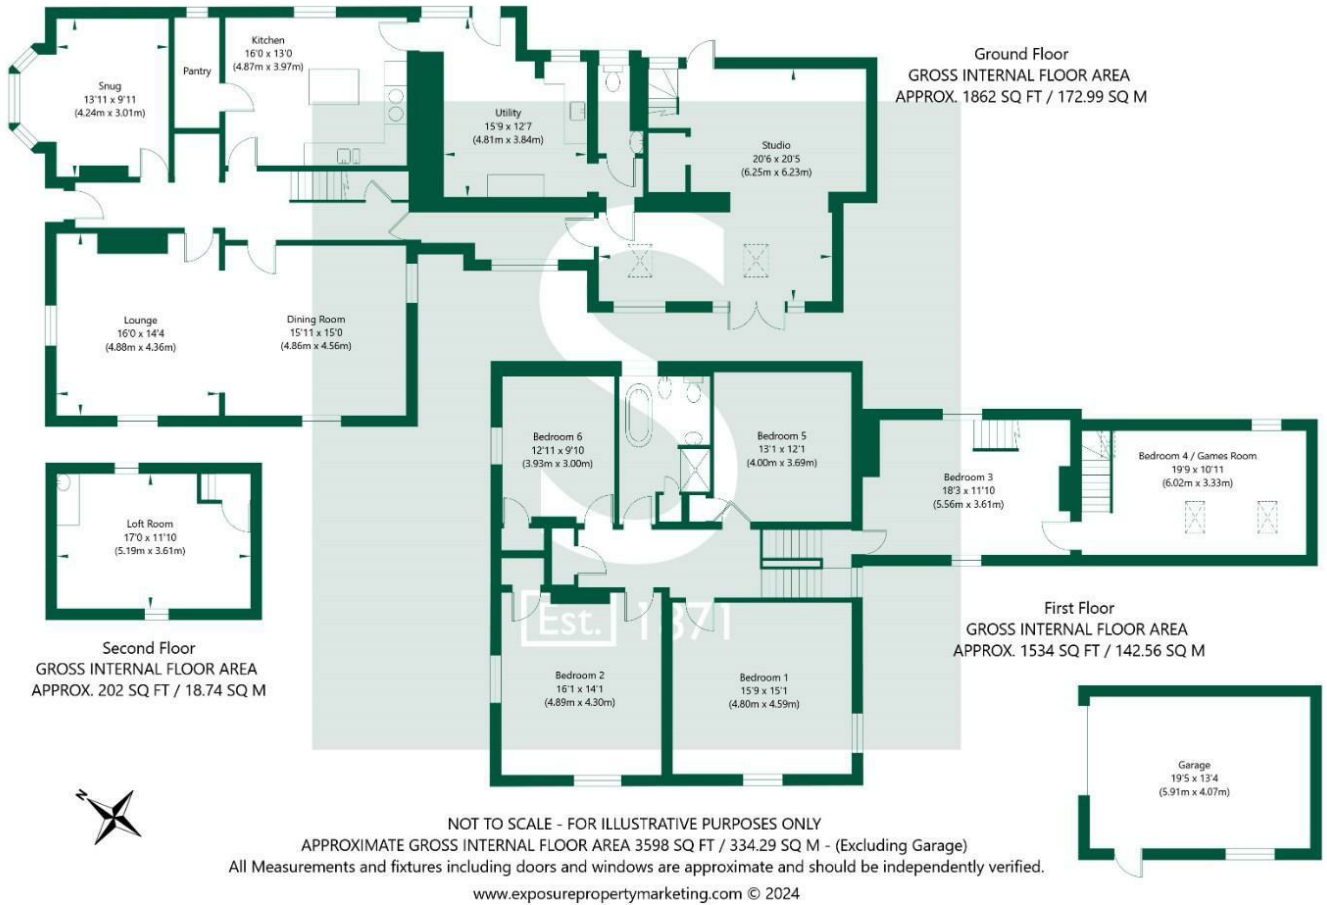 Ground Floor
GROSS INTERNAL FLOOR AREA
APPROX. 1862 SQ FT / 172.99 SQ M
Snug
13'11 x 9'11
(4.24m x 3.01m)
Pantry
Kitchen
16'0 x 13'0
(4.87m x 3.97m)
Utility
15'9 x 12'7
(4.81m x 3.84m)
Studio
20'6 x 20'5
(6.25m x 6.23m)
Lounge
16'0 x 14'4
(4.88m x 4.36m)
Dining Room
15'11 x 15'0
(4.86m x 4.56m)
S
Est. 1871
Bedroom 6
12'11 x 9'10
(3.93m x 3.00m)
Bedroom 5
13'1 x 12'1
(4.00m x 3.69m)
Bedroom 3
18'3 x 11'10
(5.56m x 3.61m)
Bedroom 4 / Games Room
19'9 x 10'11
(6.02m x 3.33m)
Loft Room
17'0 x 11'10
(5.19m x 3.61m)
Second Floor
GROSS INTERNAL FLOOR AREA
APPROX. 202 SQ FT / 18.74 SQ M
First Floor
GROSS INTERNAL FLOOR AREA
APPROX. 1534 SQ FT / 142.56 SQ M
Bedroom 2
16'1 x 14'1
(4.89m x 4.30m)
Bedroom 1
15'9 x 15'1
(4.80m x 4.59m)
Garage
19'5 x 13'4
(5.91m x 4.07m)
N
NOT TO SCALE - FOR ILLUSTRATIVE PURPOSES ONLY
APPROXIMATE GROSS INTERNAL FLOOR AREA 3598 SQ FT / 334.29 SQ M - (Excluding Garage)
All Measurements and fixtures including doors and windows are approximate and should be independently verified.
www.exposurepropertymarketing.com © 2024